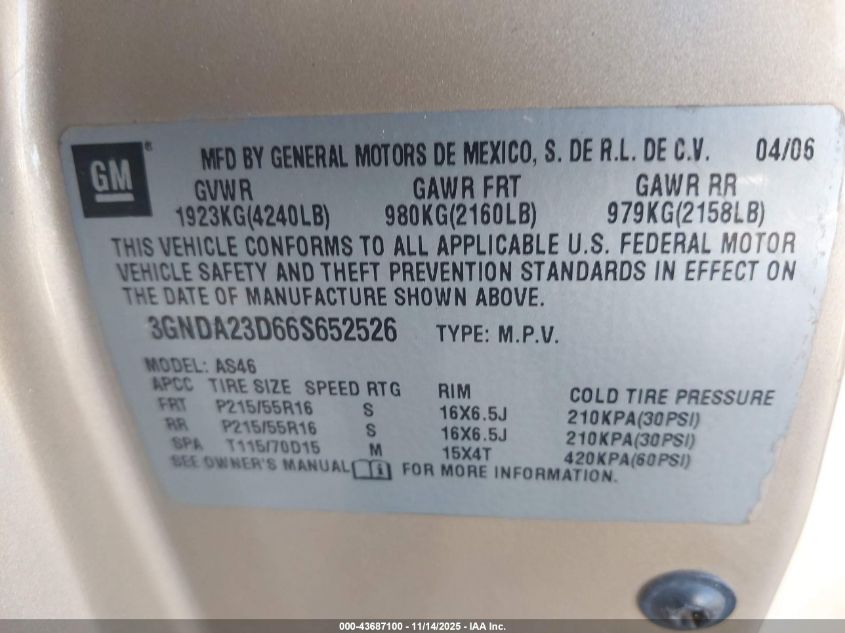 GM®
MFD BY GENERAL MOTORS DE MEXICO, S. DE R.L. DE C.V. 04/06
GVWR GAWR FRT GAWR RR
1923KG(4240LB) 980KG(2160LB) 979KG(2158LB)
THIS VEHICLE CONFORMS TO ALL APPLICABLE U.S. FEDERAL MOTOR
VEHICLE SAFETY AND THEFT PREVENTION STANDARDS IN EFFECT ON
THE DATE OF MANUFACTURE SHOWN ABOVE.
3GNDA23D66S652526 TYPE: M.P.V.
MODEL: AS46
APCC TIRE SIZE SPEED RTG RIM COLD TIRE PRESSURE
FRT P215/55R16 S 16X6.5J 210KPA(30PSI)
RR P215/55R16 S 16X6.5J 210KPA(30PSI)
SPA T115/70D15 M 15X4T 420KPA(60PSI)
SEE OWNER'S MANUAL FOR MORE INFORMATION.
000-43687100 - 11/14/2025 - IAA Inc.